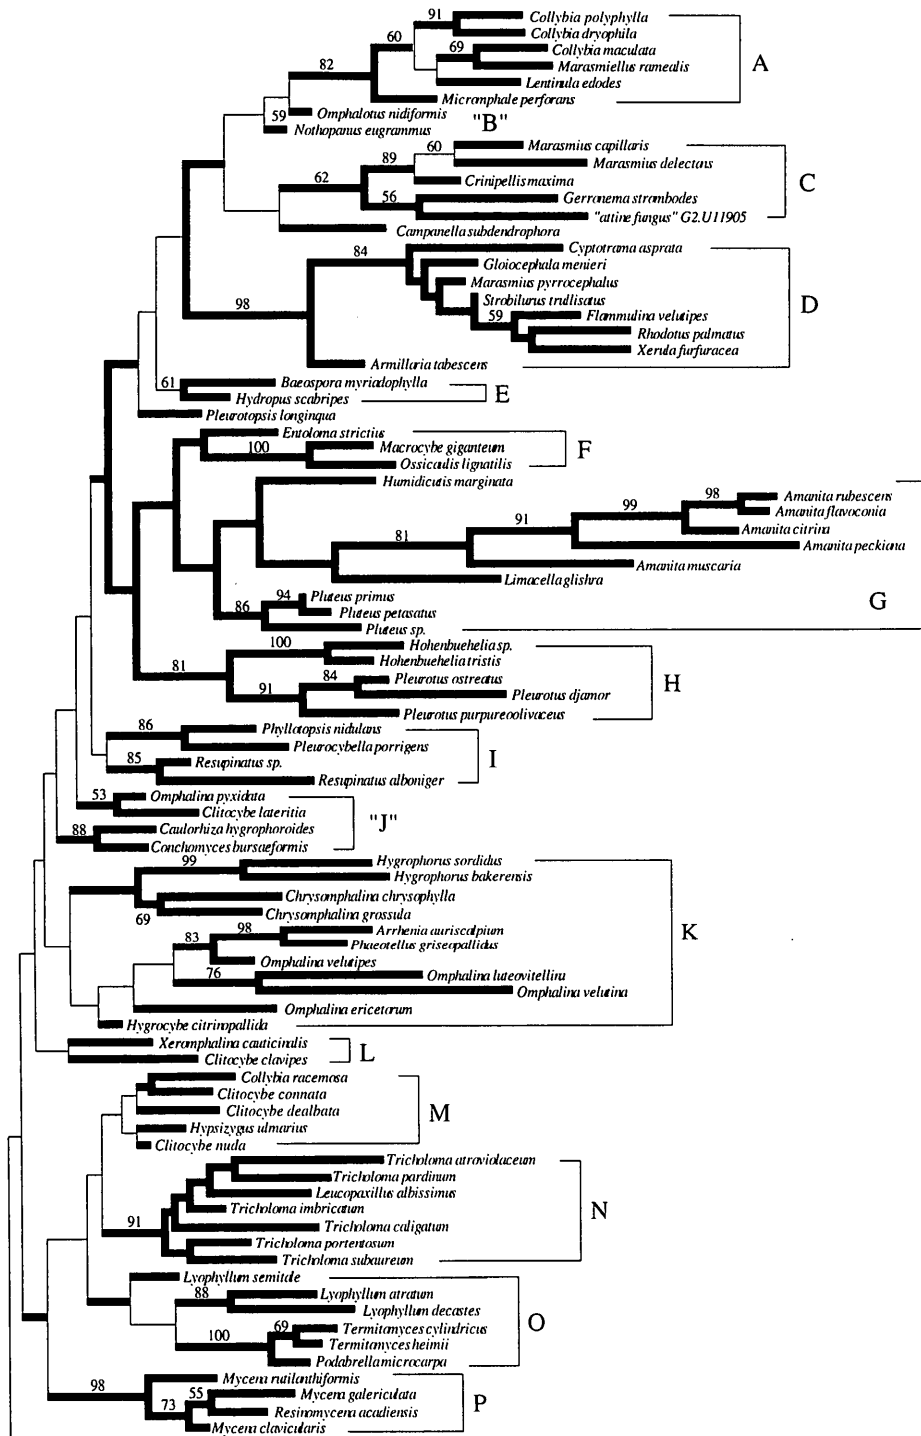 91
Collybia polyphylla
60
Collybia dryophila
69
Collybia maculata
A
82
Marasmiellus ramealis
Lentinula edodes
Micromphale perforans
59
Omphalotus nidiformis
"B"
Nothopanus eugrammus
60
Marasmius capillaris
89
Marasmius delectans
62
Crinipellis maxima
C
56
Gerronema strombodes
"attine fungus" G2.U11905
Campanella subdendrophora
84
Cyptotrama asprata
Gloiocephala menieri
Marasmius pyrrocephalus
D
98
Strobilurus trullisatus
59
Flammulina velutipes
Rhodotus palmatus
Xerula furfuracea
Armillaria tabescens
61
Baeospora myriadophylla
E
Hydropus scabripes
Pleurotopsis longinqua
Entoloma strictius
100
Macrocybe giganteum
F
Ossicaulis lignatilis
Humidicutis marginata
98
Amanita rubescens
99
Amanita flavoconia
91
Amanita citrina
81
Amanita peckiana
Amanita muscaria
Limacella glishra
94
Pluteus primus
G
86
Pluteus petasatus
Pluteus sp.
100
Hohenbuehelia sp.
81
Hohenbuehelia tristis
84
Pleurotus ostreatus
H
91
Pleurotus djamor
Pleurotus purpureoolivaceus
86
Phyllotopsis nidulans
Pleurocybella porrigens
I
85
Resupinatus sp.
Resupinatus alboniger
53
Omphalina pyxidata
Clitocybe lateritia
"J"
88
Caulorhiza hygrophoroides
Conchomyces bursaeformis
99
Hygrophorus sordidus
Hygrophorus bakerensis
Chrysomphalina chrysophylla
69
Chrysomphalina grossula
98
Arrhenia auriscalpium
K
83
Phaeotellus griseopallidus
Omphalina velutipes
76
Omphalina luteovitellina
Omphalina velutina
Omphalina ericetorum
Hygrocybe citrinopallida
Xeromphalina cauticinalis
L
Clitocybe clavipes
Collybia racemosa
Clitocybe connata
M
Clitocybe dealbata
Hypsizygus ulmarius
Clitocybe nuda
Tricholoma atroviolaceum
Tricholoma pardinum
Leucopaxillus albissimus
N
Tricholoma imbricatum
91
Tricholoma caligatum
Tricholoma portentosum
Tricholoma subaureum
Lyophyllum semitale
88
Lyophyllum atratum
Lyophyllum decastes
O
69
Termitomyces cylindricus
100
Termitomyces heimii
Podabrella microcarpa
98
Mycena rutilanthiformis
55
Mycena galericulata
P
73
Resinomycena acadiensis
Mycena clavicularis